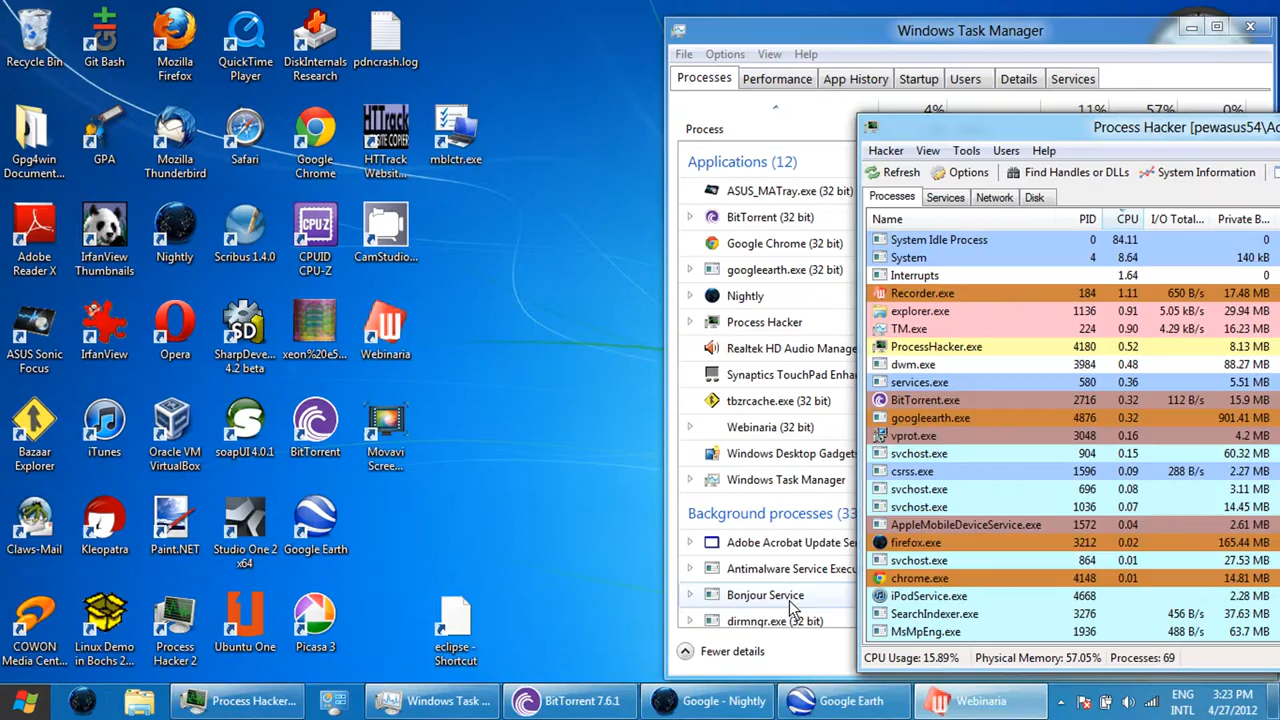 Recycle Bin
Git Bash
Mozilla
Firefox
QuickTime
Player
DiskInternals
Research
pdncrash.log
Gpg4win
Document...
GPA
Mozilla
Thunderbird
Safari
Google
Chrome
HTTrack
SITE COPIER
HTTrack
Websit...
mblctr.exe
Adobe
Reader X
IrfanView
Thumbnails
Nightly
Scribus 1.4.0
CPU-Z
CPUID
CPU-Z
CamStudio...
ASUS Sonic
Focus
IrfanView
Opera
SD
SharpDeve...
4.2 beta
xeon%20e5...
Webinaria
Bazaar
Explorer
iTunes
Oracle VM
VirtualBox
soapUI 4.0.1
BitTorrent
Movavi
Scree...
Claws-Mail
Kleopatra
Paint.NET
Studio One 2
x64
Google Earth
COWON
Media Cent...
Linux Demo
in Bochs 2...
Process
Hacker 2
Ubuntu One
Picasa 3
eclipse -
Shortcut
Windows Task Manager
File Options View Help
Processes Performance App History Startup Users Details Services
4% 11% 57% 0%
Process
Applications (12)
ASUS_MATray.exe (32 bit)
BitTorrent (32 bit)
Google Chrome (32 bit)
googleearth.exe (32 bit)
Nightly
Process Hacker
Realtek HD Audio Manage
Synaptics TouchPad Enha
tbzrcache.exe (32 bit)
Webinaria (32 bit)
Windows Desktop Gadgets
Windows Task Manager
Background processes (33
Adobe Acrobat Update Ser
Antimalware Service Execu
Bonjour Service
dirmngr.exe (32 bit)
Fewer details
Process Hacker [pewasus54\Ad
Hacker View Tools Users Help
Refresh Options Find Handles or DLLs System Information
Processes Services Network Disk
Name PID CPU I/O Total... Private B...
System Idle Process 0 84.11 0
System 4 8.64 140 kB
Interrupts 1.64 0
Recorder.exe 184 1.11 650 B/s 17.48 MB
explorer.exe 1136 0.91 5.05 kB/s 29.94 MB
TM.exe 224 0.90 4.29 kB/s 16.23 MB
ProcessHacker.exe 4180 0.52 8.13 MB
dwm.exe 3984 0.48 88.27 MB
services.exe 580 0.36 5.51 MB
BitTorrent.exe 2716 0.32 112 B/s 15.9 MB
googleearth.exe 4876 0.32 901.41 MB
vprot.exe 3048 0.16 4.2 MB
svchost.exe 904 0.15 60.32 MB
csrss.exe 1596 0.09 288 B/s 2.27 MB
svchost.exe 696 0.08 3.11 MB
svchost.exe 1036 0.07 14.45 MB
AppleMobileDeviceService.exe 1572 0.04 2.61 MB
firefox.exe 3212 0.02 165.44 MB
svchost.exe 864 0.01 27.53 MB
chrome.exe 4148 0.01 14.81 MB
iPodService.exe 4668 2.28 MB
SearchIndexer.exe 3276 456 B/s 37.63 MB
MsMpEng.exe 1936 488 B/s 63.7 MB
CPU Usage: 15.89% Physical Memory: 57.05% Processes: 69
Process Hacker... Windows Task ... BitTorrent 7.6.1 Google - Nightly Google Earth Webinaria
ENG
INTL
3:23 PM
4/27/2012